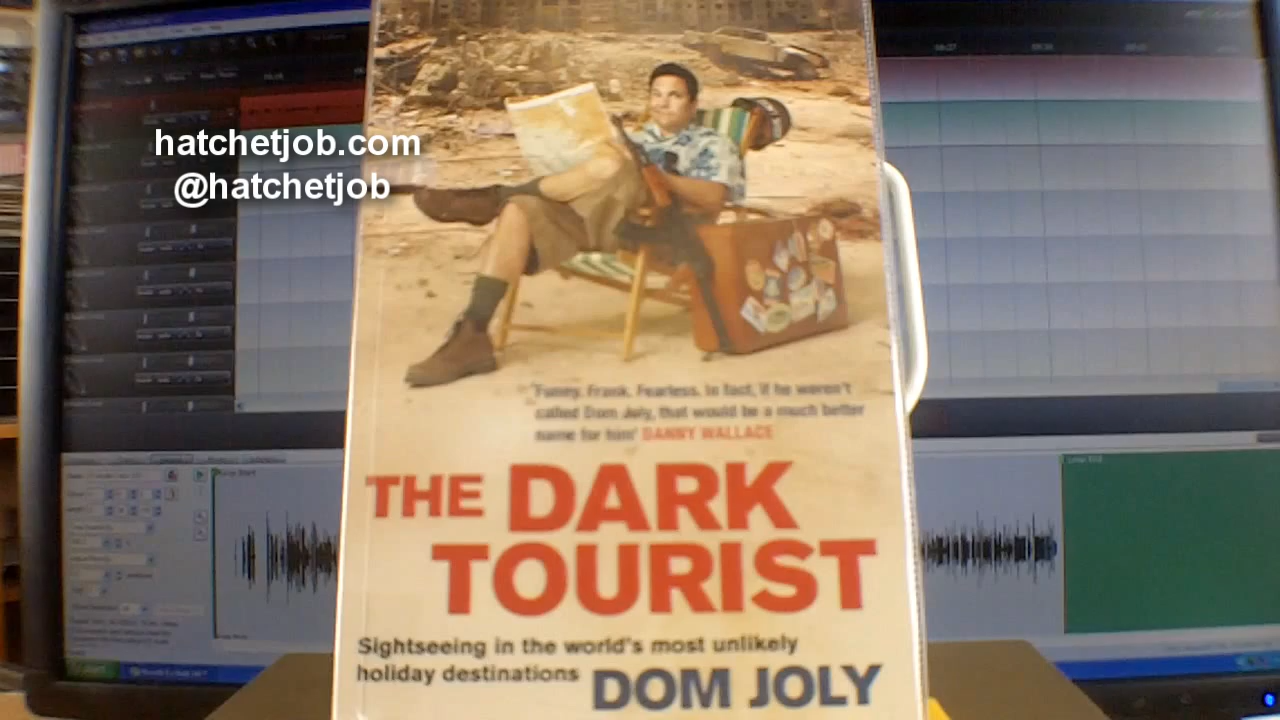 hatchetjob.com
@hatchetjob
'Funny. Frank. Fearless. In fact, if he weren't
called Dom Joly, that would be a much better
name for him' DANNY WALLACE
THE DARK
TOURIST
Sightseeing in the world's most unlikely
holiday destinations
DOM JOLY